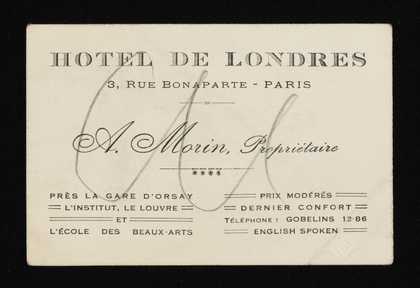 HOTEL DE LONDRES
3, RUE BONAPARTE - PARIS
A. Morin, Propriétaire
PRÈS LA GARE D'ORSAY
L'INSTITUT, LE LOUVRE
ET
L'ÉCOLE DES BEAUX-ARTS
PRIX MODÉRÉS
DERNIER CONFORT
TÉLÉPHONE: GOBELINS 12-86
ENGLISH SPOKEN